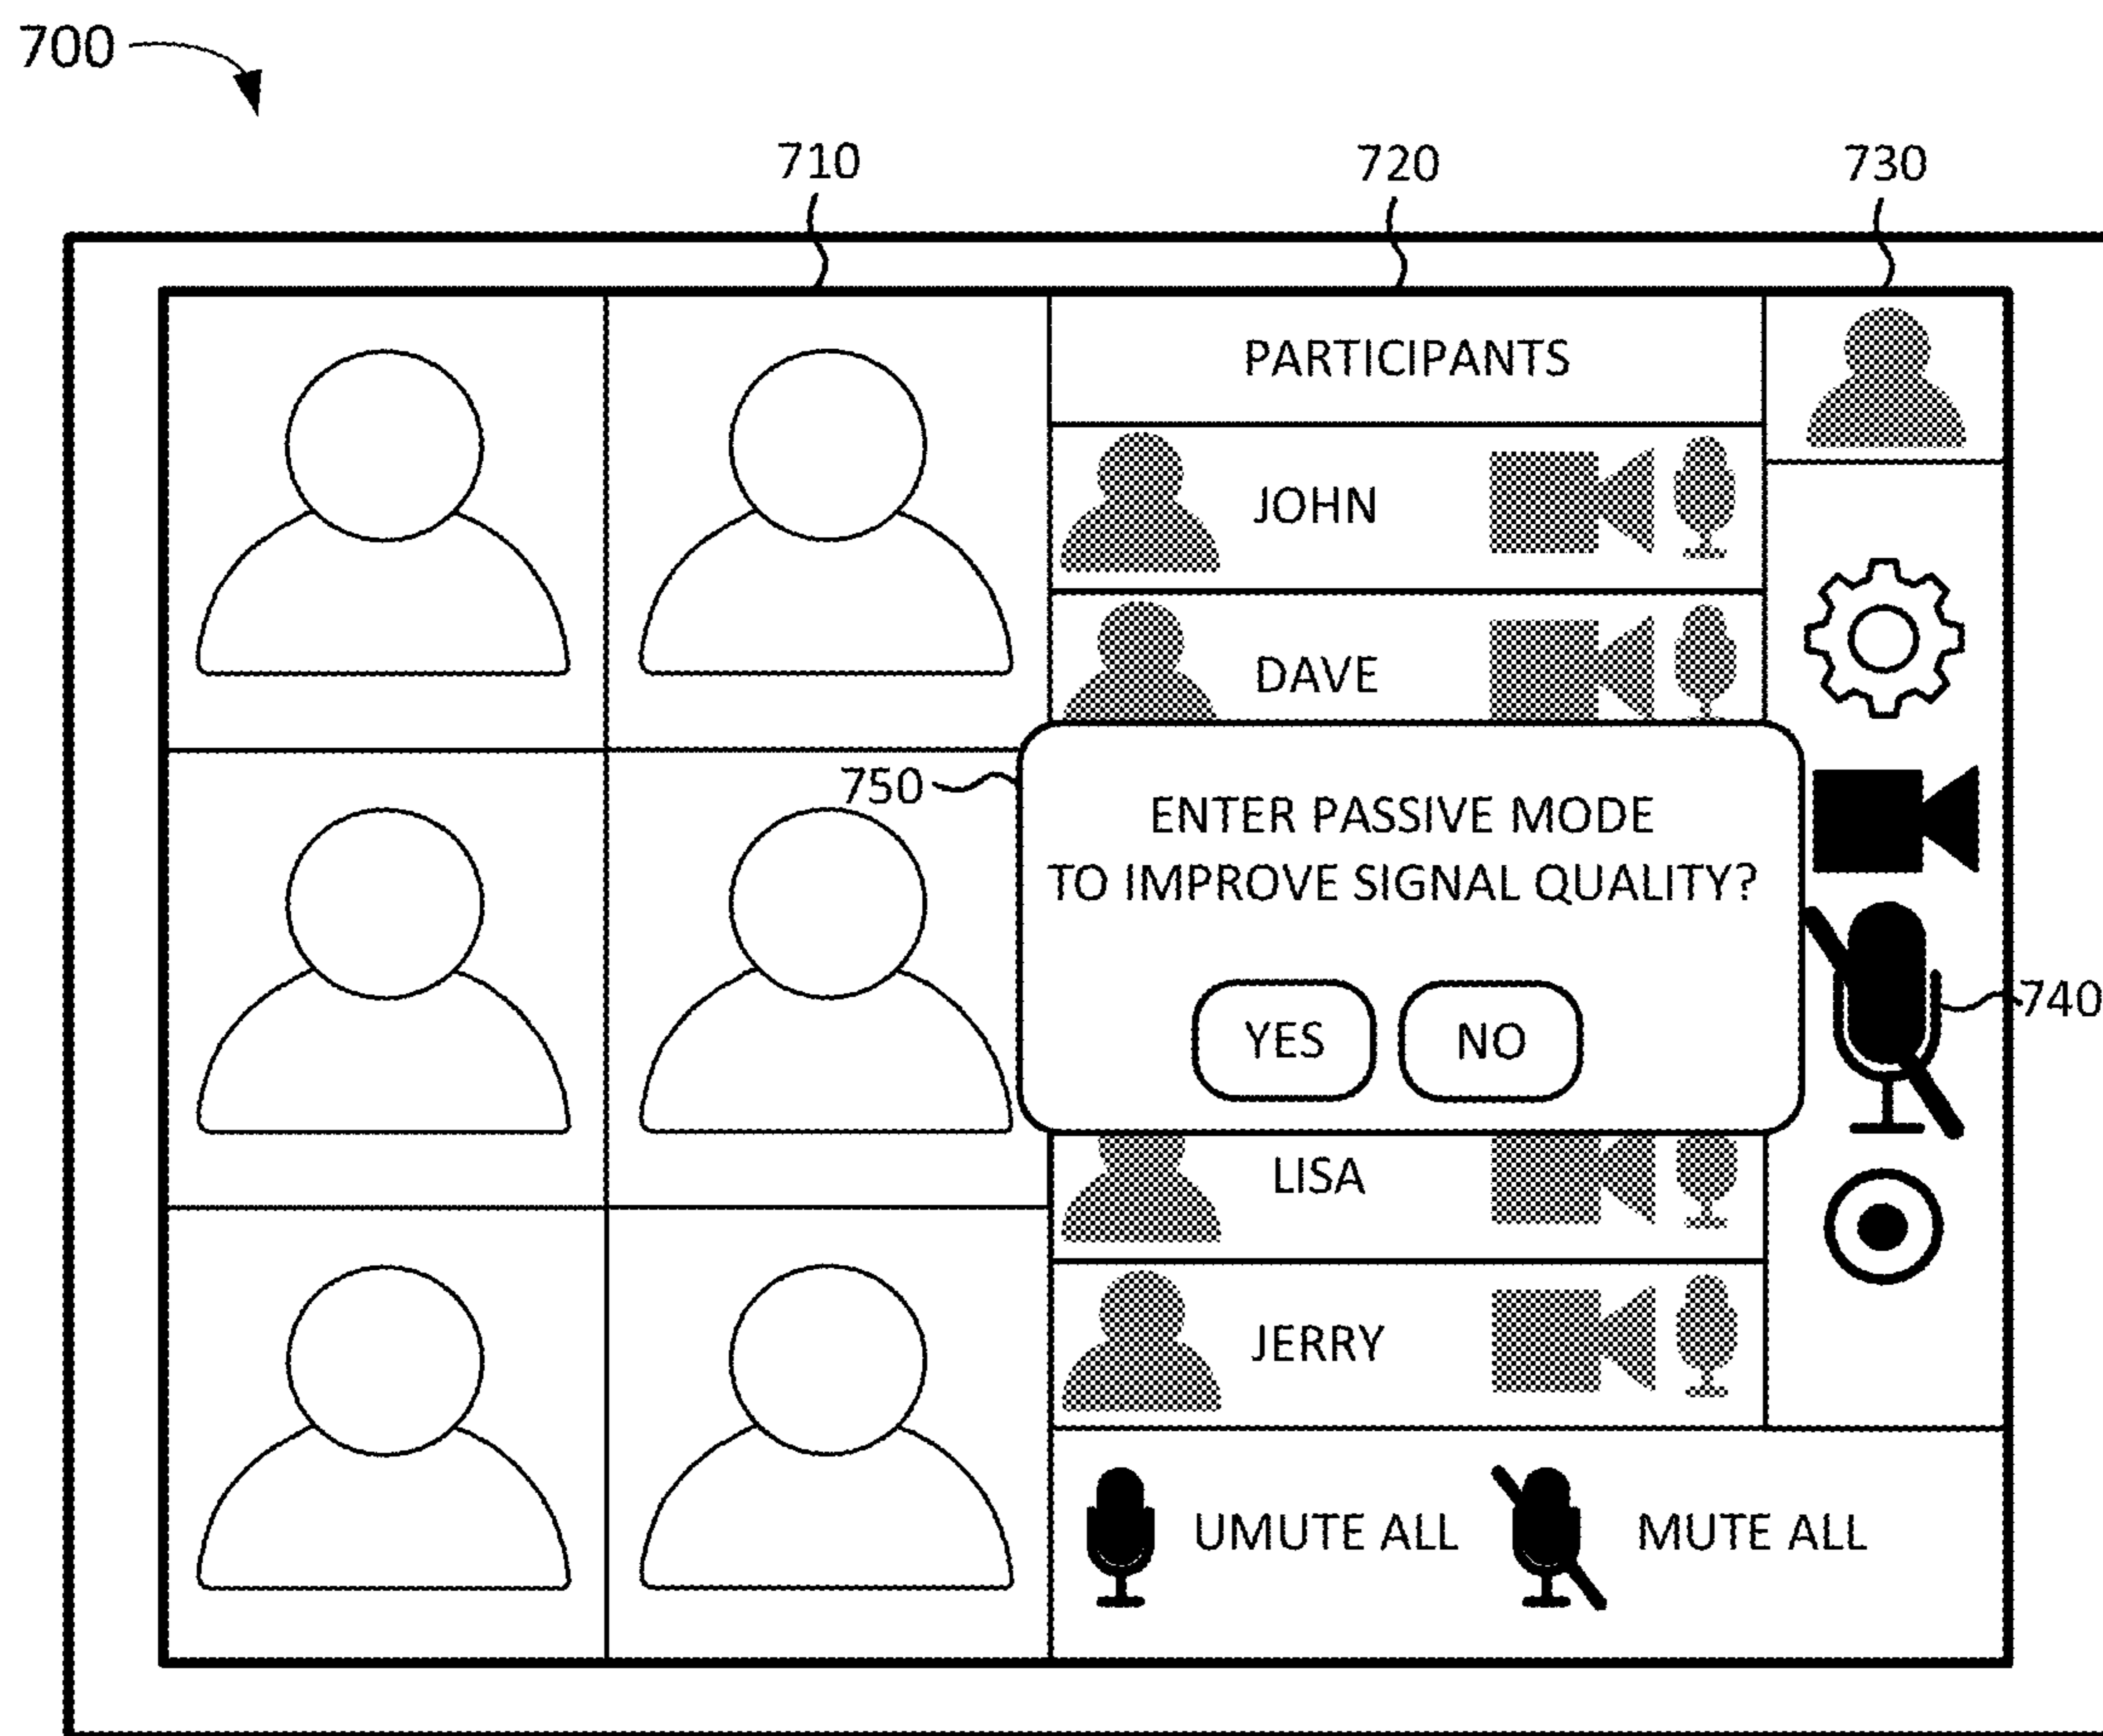 700
710
720
730
PARTICIPANTS
JOHN
DAVE
750
ENTER PASSIVE MODE
TO IMPROVE SIGNAL QUALITY?
YES
NO
740
LISA
JERRY
UMUTE ALL
MUTE ALL